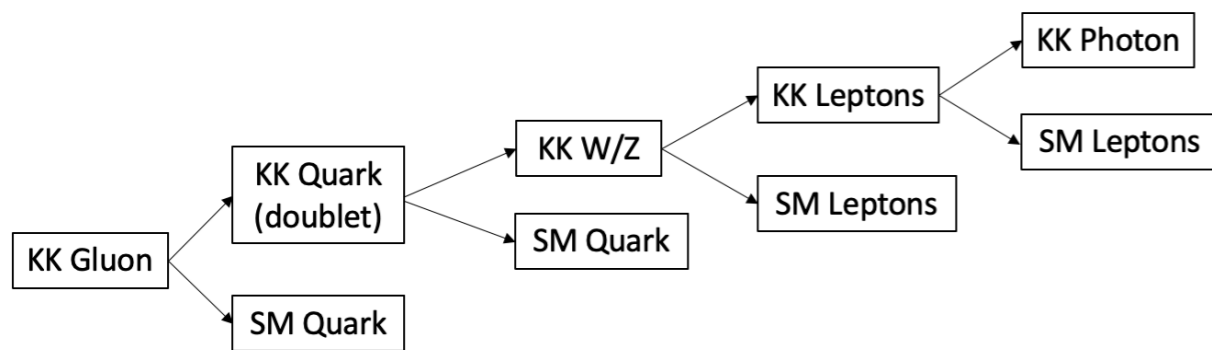 KK Gluon
KK Quark
(doublet)
SM Quark
KK W/Z
SM Quark
KK Leptons
SM Leptons
KK Photon
SM Leptons